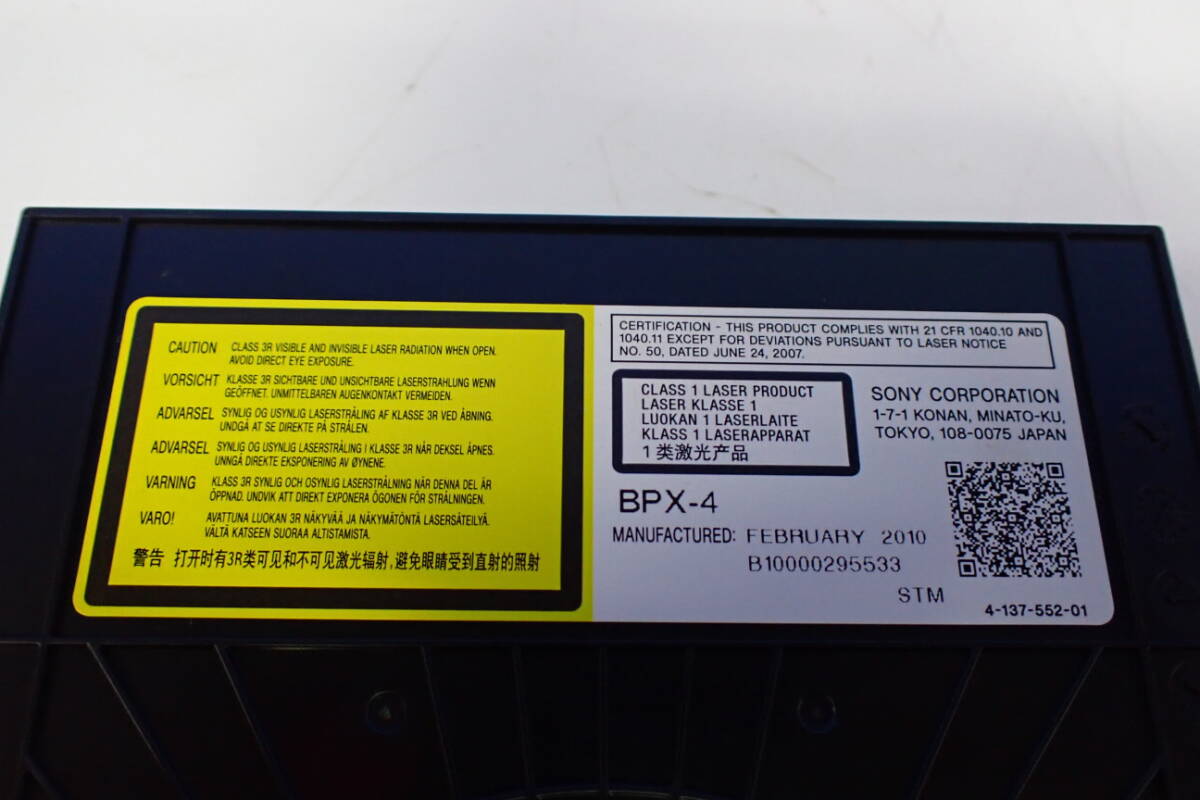 CAUTION CLASS 3R VISIBLE AND INVISIBLE LASER RADIATION WHEN OPEN.
AVOID DIRECT EYE EXPOSURE.
VORSICHT KLASSE 3R SICHTBARE UND UNSICHTBARE LASERSTRAHLUNG WENN
GEÖFFNET. UNMITTELBAREN AUGENKONTAKT VERMEIDEN.
ADVARSEL SYNLIG OG USYNLIG LASERSTRÅLING AF KLASSE 3R VED ÅBNING.
UNDGÅ AT SE DIREKTE PÅ STRÅLEN.
ADVARSEL SYNLIG OG USYNLIG LASERSTRÅLING I KLASSE 3R NÅR DEKSEL ÅPNES.
UNNGÅ DIREKTE EKSPONERING AV ØYNENE.
VARNING KLASS 3R SYNLIG OCH OSYNLIG LASERSTRÅLNING NÄR DENNA DEL ÄR
ÖPPNAD. UNDVIK ATT DIREKT EXPONERA ÖGONEN FÖR STRÅLNINGEN.
VARO! AVATTUNA LUOKAN 3R NÄKYVÄÄ JA NÄKYMÄTÖNTÄ LASERSÄTEILYÄ.
VÄLTÄ KATSEEN SUORAA ALTISTAMISTA.
警告 打开时有3R类可见和不可见激光辐射,避免眼睛受到直射的照射
CERTIFICATION - THIS PRODUCT COMPLIES WITH 21 CFR 1040.10 AND
1040.11 EXCEPT FOR DEVIATIONS PURSUANT TO LASER NOTICE
NO. 50, DATED JUNE 24, 2007.
CLASS 1 LASER PRODUCT
LASER KLASSE 1
LUOKAN 1 LASERLAITE
KLASS 1 LASERAPPARAT
1类激光产品
SONY CORPORATION
1-7-1 KONAN, MINATO-KU,
TOKYO, 108-0075 JAPAN
BPX-4
MANUFACTURED: FEBRUARY 2010
B10000295533
STM
4-137-552-01